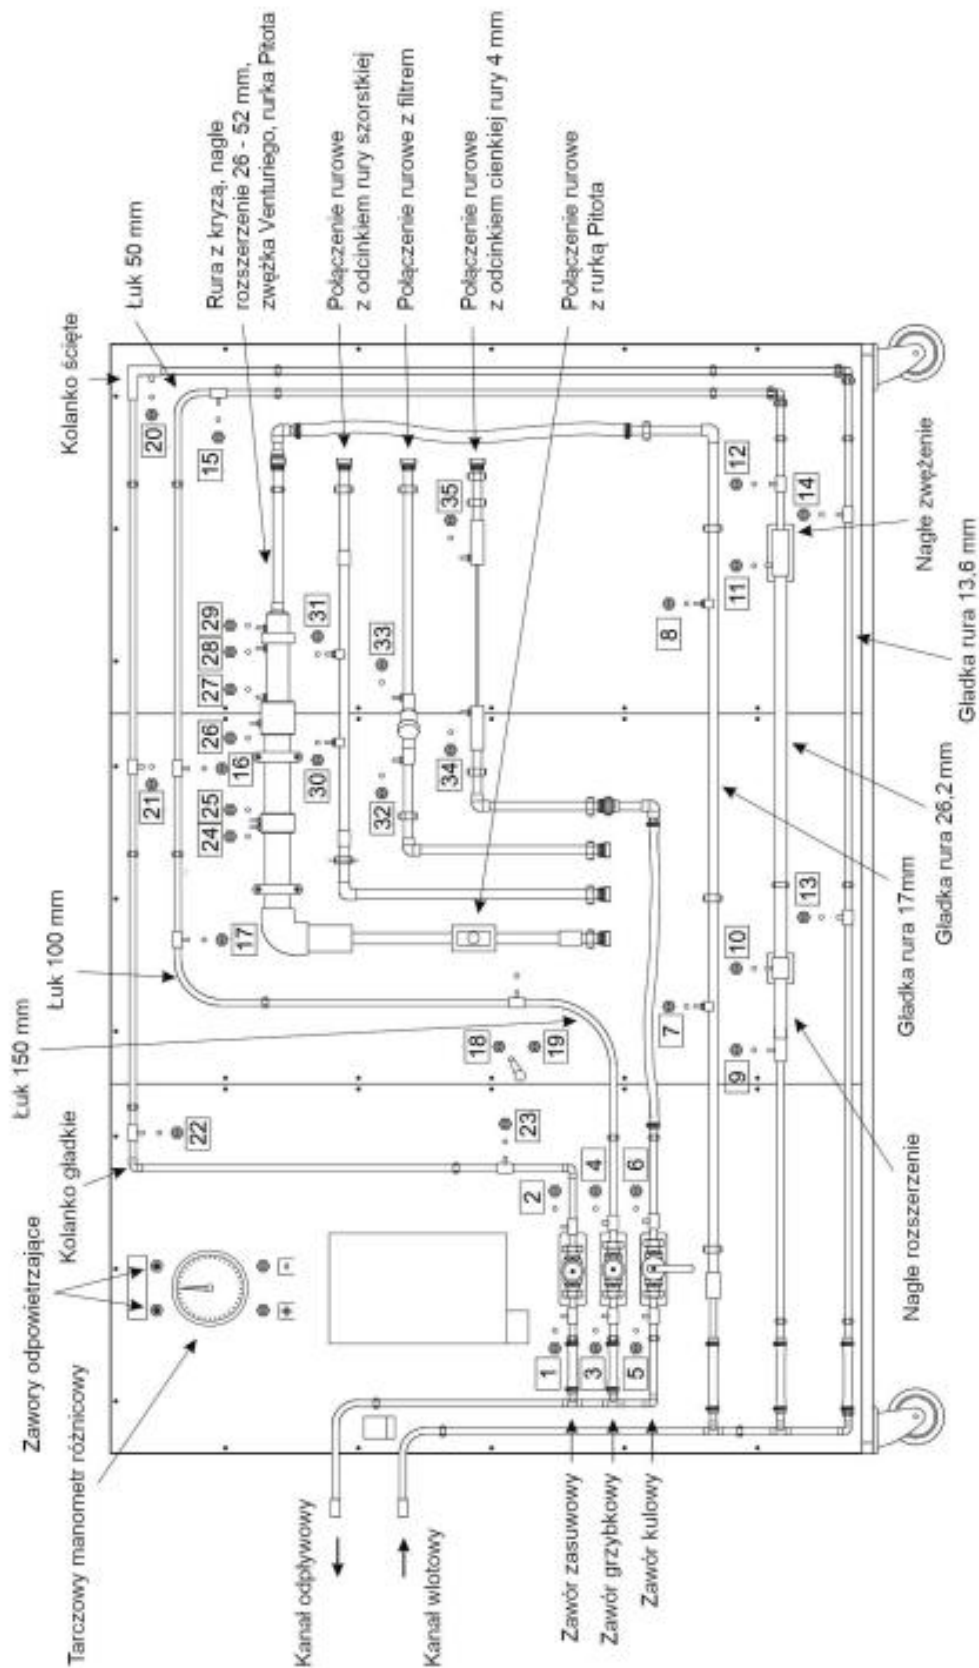 Tarczowy manometr różnicowy
Zawory odpowietrzające
Kolanko gładkie
Łuk 150 mm
Łuk 100 mm
Kolanko ścięte
Łuk 50 mm
Rura z kryzą, nagłe
rozszerzenie 26 - 52 mm,
zwężka Venturiego, rurka Pitota
Połączenie rurowe
z odcinkiem rury szorstkiej
Połączenie rurowe z filtrem
Połączenie rurowe
z odcinkiem cienkiej rury 4 mm
Połączenie rurowe
z rurką Pitota
Kanał odpływowy
Kanał wlotowy
Zawór zasuwowy
Zawór grzybkowy
Zawór kulowy
Nagłe rozszerzenie
Gładka rura 17mm
Gładka rura 26,2 mm
Gładka rura 13,6 mm
Nagłe zwężenie
+
-
20
21
22
15
16
17
24
25
26
27
28
29
30
31
32
33
34
35
18
19
23
1
2
3
4
5
6
7
8
9
10
11
12
13
14